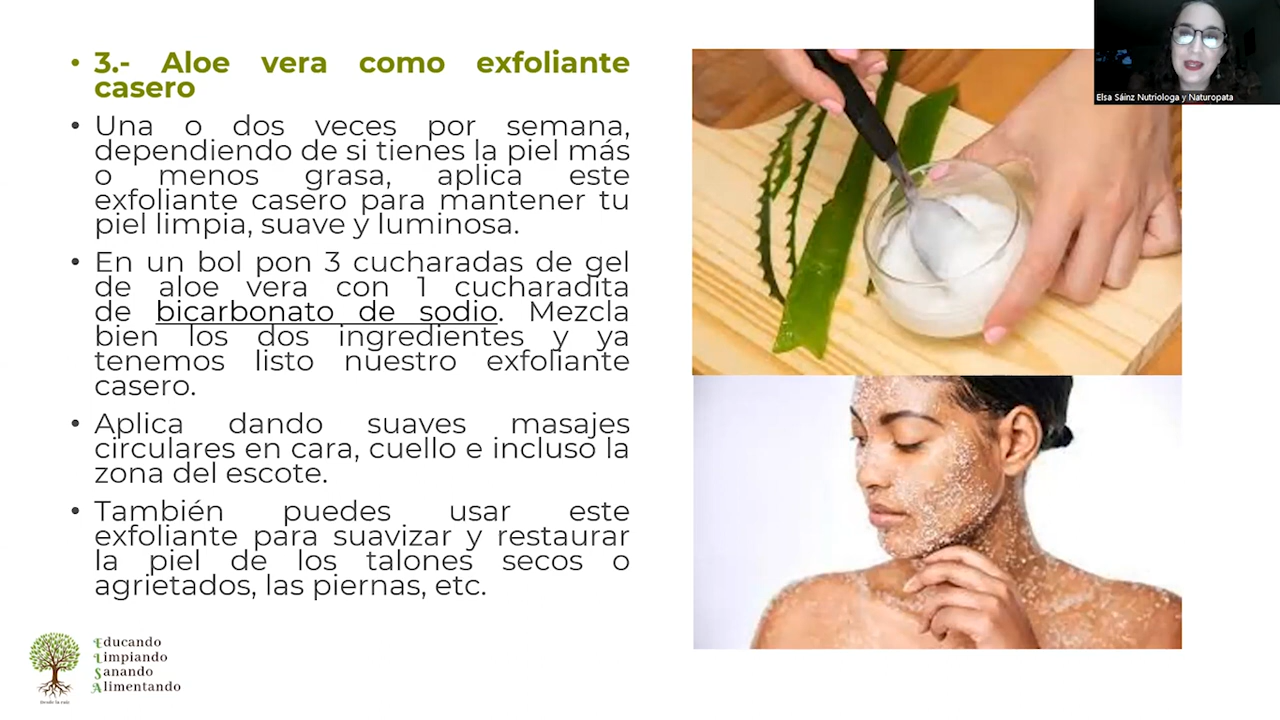 • 3.- Aloe vera como exfoliante
casero
• Una o dos veces por semana,
dependiendo de si tienes la piel más
o menos grasa, aplica este
exfoliante casero para mantener tu
piel limpia, suave y luminosa.
• En un bol pon 3 cucharadas de gel
de aloe vera con 1 cucharadita
de bicarbonato de sodio. Mezcla
bien los dos ingredientes y ya
tenemos listo nuestro exfoliante
casero.
• Aplica dando suaves masajes
circulares en cara, cuello e incluso la
zona del escote.
• También puedes usar este
exfoliante para suavizar y restaurar
la piel de los talones secos o
agrietados, las piernas, etc.
Elsa Sáinz Nutriologa y Naturopata
Educando
Limpiando
Sanando
Alimentando
Desde la raíz